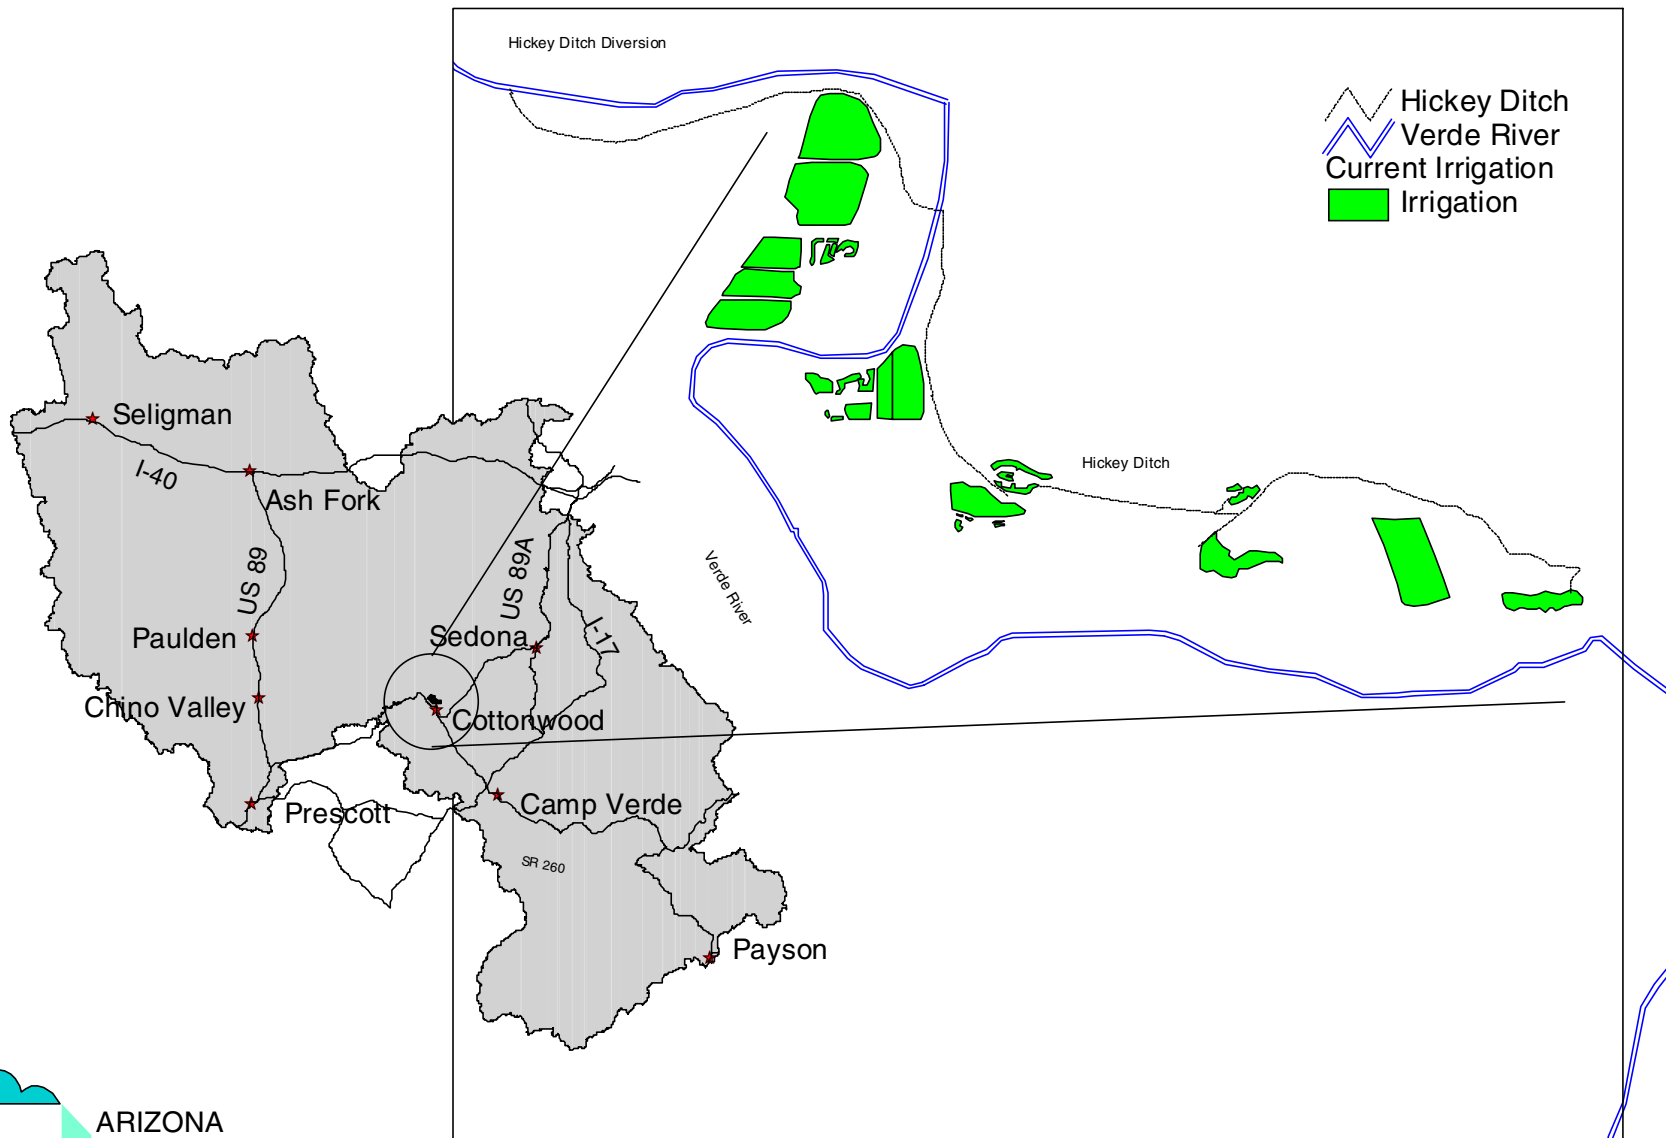 Hickey Ditch Diversion
Hickey Ditch
Verde River
Current Irrigation
Irrigation
Seligman
I-40
Ash Fork
Hickey Ditch
US 89
US 89A
Verde River
Paulden
Sedona
I-17
Chino Valley
Cottonwood
Prescott
Camp Verde
SR 260
Payson
ARIZONA